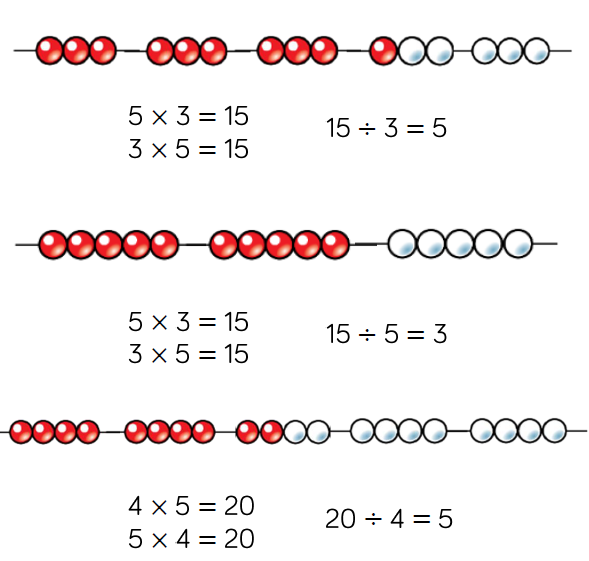 5 × 3 = 15
3 × 5 = 15
15 ÷ 3 = 5
5 × 3 = 15
3 × 5 = 15
15 ÷ 5 = 3
4 × 5 = 20
5 × 4 = 20
20 ÷ 4 = 5